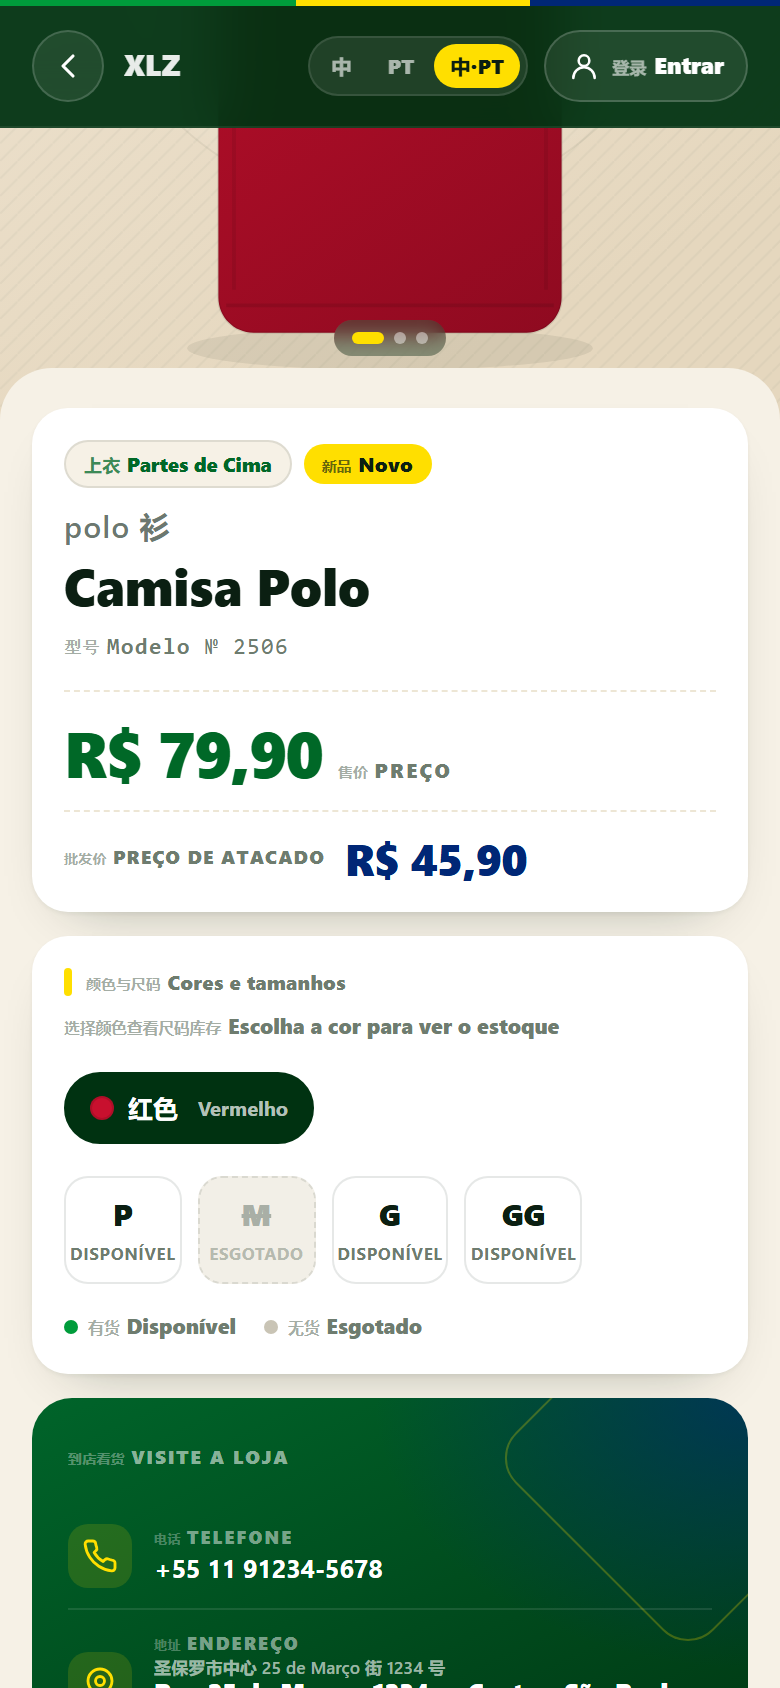 XLZ
中 PT 中·PT
登录 Entrar
上衣 Partes de Cima
新品 Novo
polo 衫
Camisa Polo
型号 Modelo № 2506
R$ 79,90 售价 PREÇO
批发价 PREÇO DE ATACADO R$ 45,90
颜色与尺码 Cores e tamanhos
选择颜色查看尺码库存 Escolha a cor para ver o estoque
红色 Vermelho
P
DISPONÍVEL
M
ESGOTADO
G
DISPONÍVEL
GG
DISPONÍVEL
有货 Disponível
无货 Esgotado
到店看货 VISITE A LOJA
电话 TELEFONE
+55 11 91234-5678
地址 ENDEREÇO
圣保罗市中心 25 de Março 街 1234 号